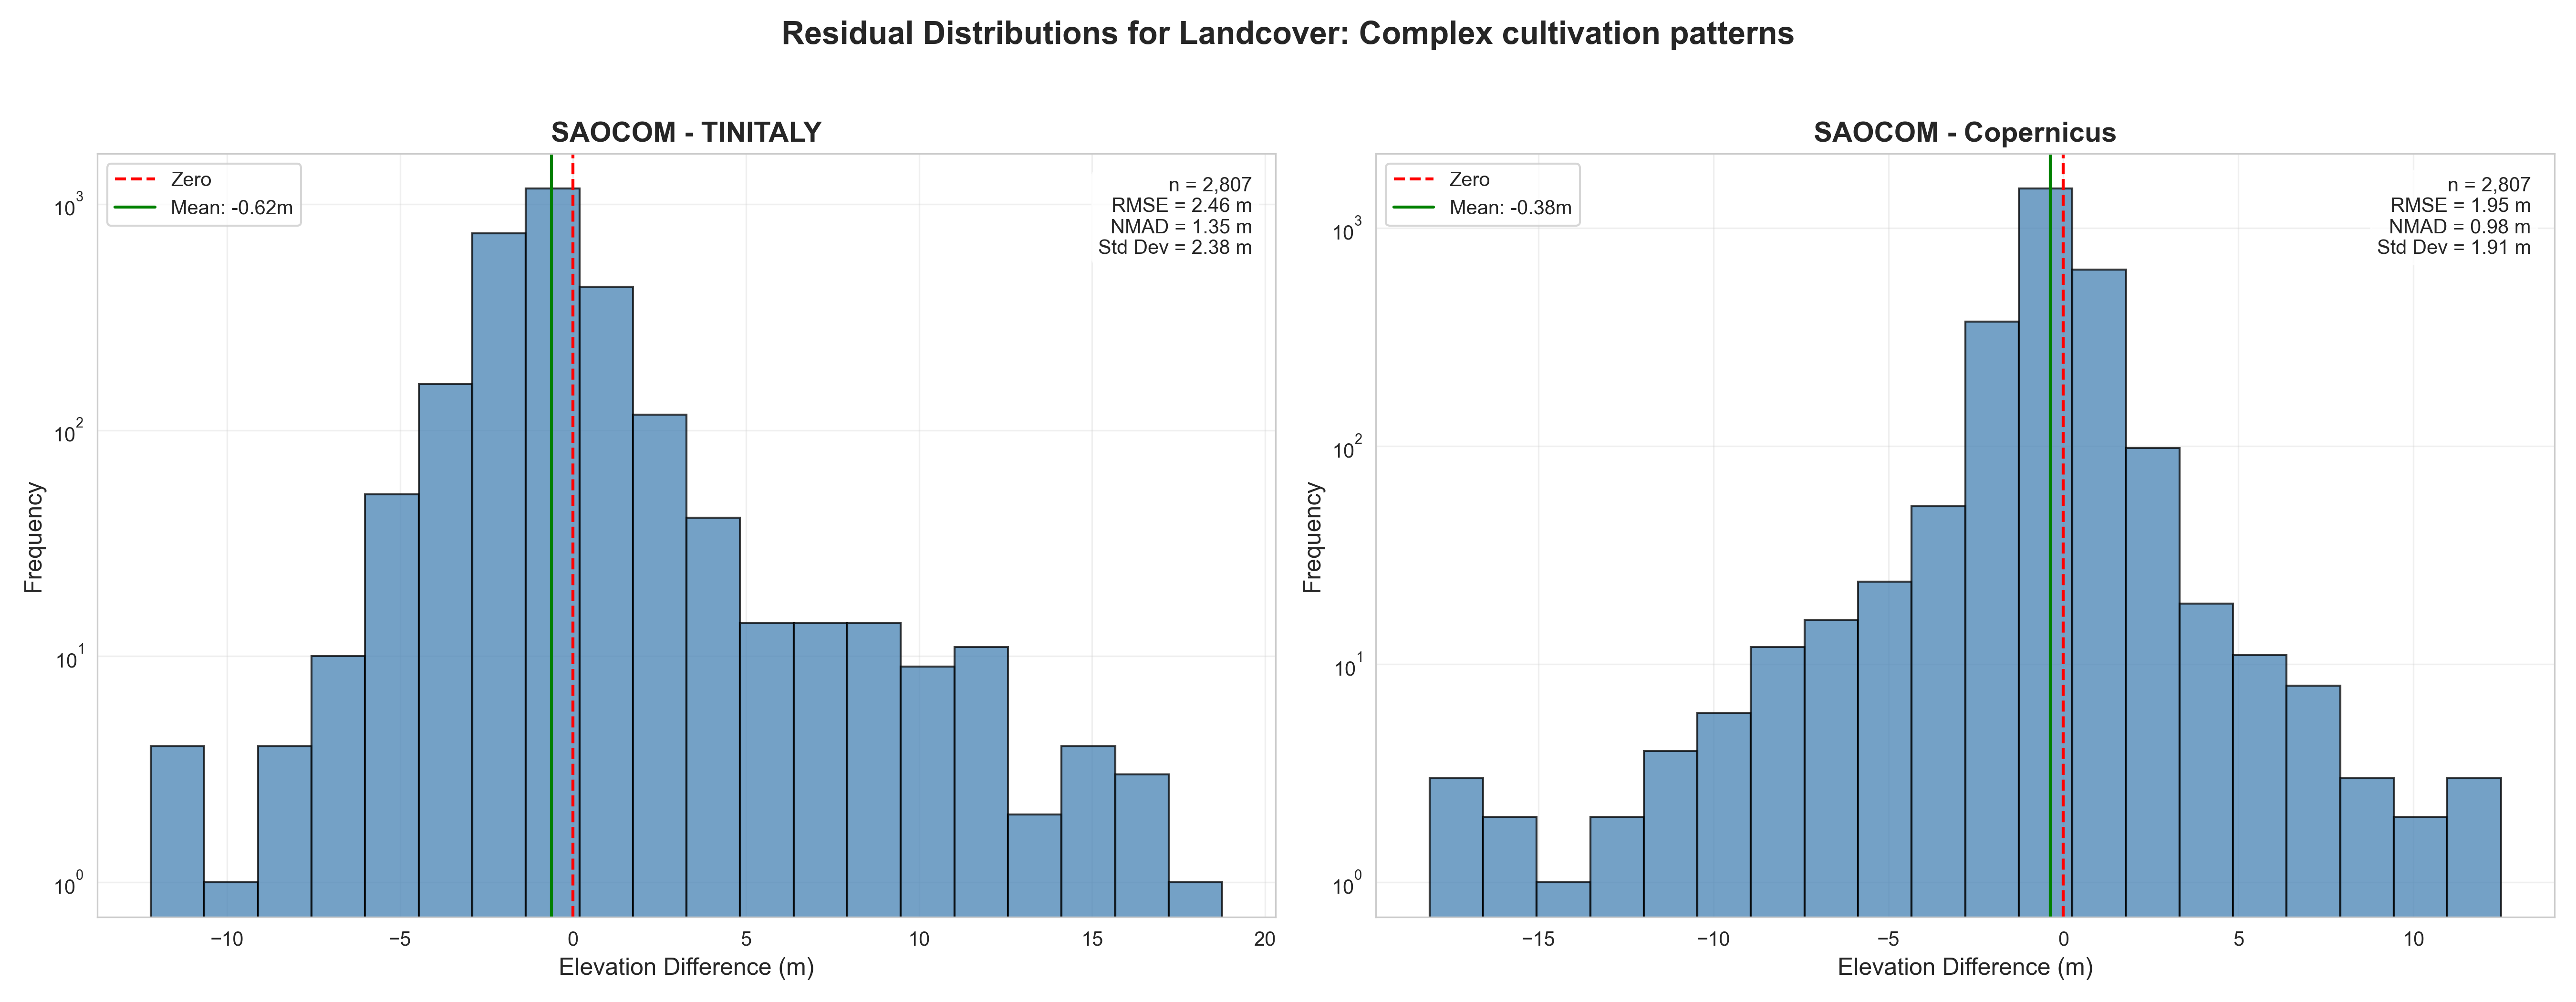 Residual Distributions for Landcover: Complex cultivation patterns
SAOCOM - TINITALY
Zero
Mean: -0.62m
n = 2,807
RMSE = 2.46 m
NMAD = 1.35 m
Std Dev = 2.38 m
Frequency
10³
10²
10¹
10⁰
−10
−5
0
5
10
15
20
Elevation Difference (m)
SAOCOM - Copernicus
Zero
Mean: -0.38m
n = 2,807
RMSE = 1.95 m
NMAD = 0.98 m
Std Dev = 1.91 m
Frequency
10³
10²
10¹
10⁰
−15
−10
−5
0
5
10
Elevation Difference (m)